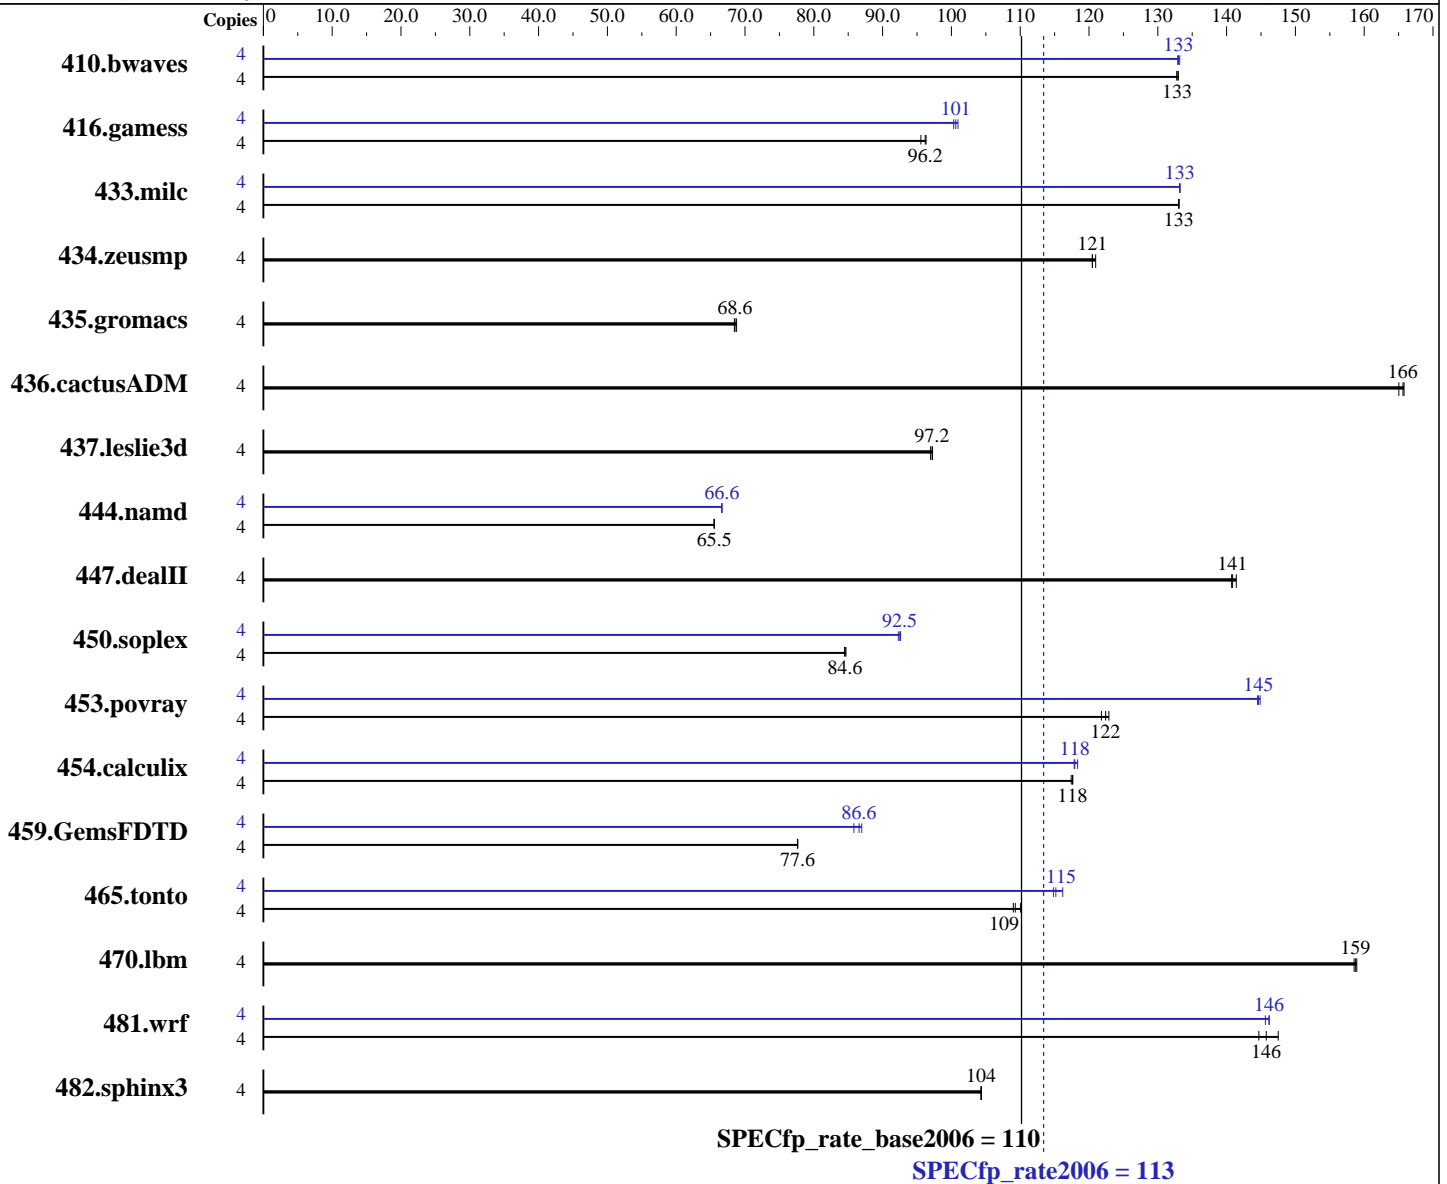 Copies 0 10.0 20.0 30.0 40.0 50.0 60.0 70.0 80.0 90.0 100 110 120 130 140 150 160 170
410.bwaves 4 133
4 133
416.gamess 4 101
4 96.2
433.milc 4 133
4 133
434.zeusmp 4 121
435.gromacs 4 68.6
436.cactusADM 4 166
437.leslie3d 4 97.2
444.namd 4 66.6
4 65.5
447.dealII 4 141
450.soplex 4 92.5
4 84.6
453.povray 4 145
4 122
454.calculix 4 118
4 118
459.GemsFDTD 4 86.6
4 77.6
465.tonto 4 115
4 109
470.lbm 4 159
481.wrf 4 146
4 146
482.sphinx3 4 104
SPECfp_rate_base2006 = 110
SPECfp_rate2006 = 113